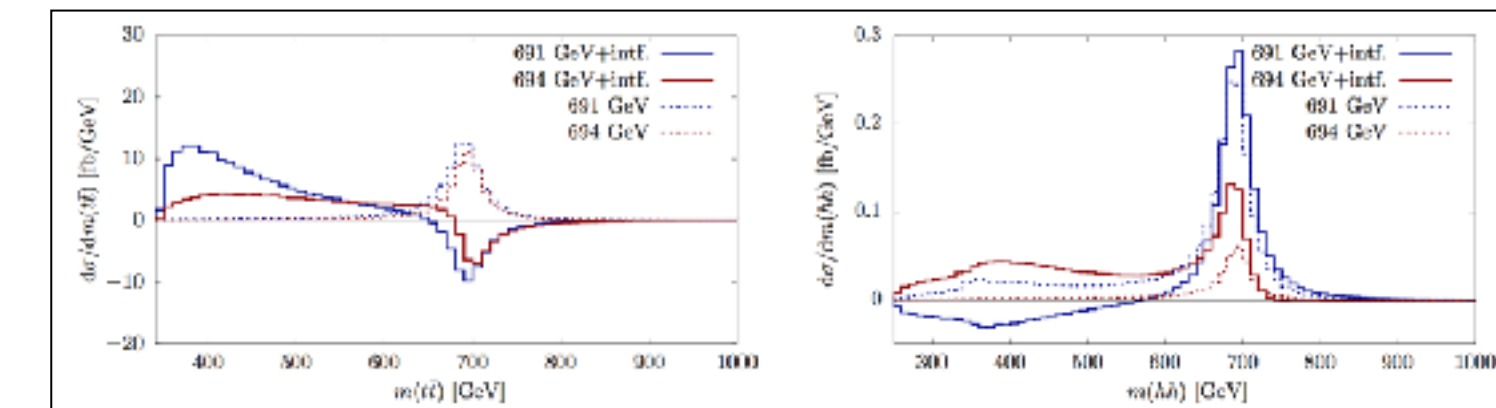 30
20
10
0
−10
−20
400
500
600
700
800
900
1000
m(tt̄) [GeV]
dσ/dm(tt̄) [fb/GeV]
691 GeV+intf.
694 GeV+intf.
691 GeV
694 GeV
0.3
0.2
0.1
0
300
400
500
600
700
800
900
1000
m(hh) [GeV]
dσ/dm(hh) [fb/GeV]
691 GeV+intf.
694 GeV+intf.
691 GeV
694 GeV